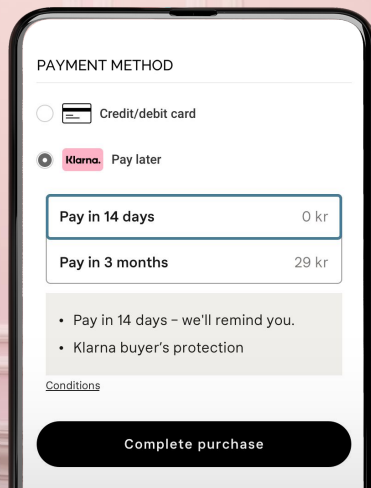 PAYMENT METHOD
Credit/debit card
Klarna. Pay later
Pay in 14 days 0 kr
Pay in 3 months 29 kr
• Pay in 14 days – we'll remind you.
• Klarna buyer's protection
Conditions
Complete purchase